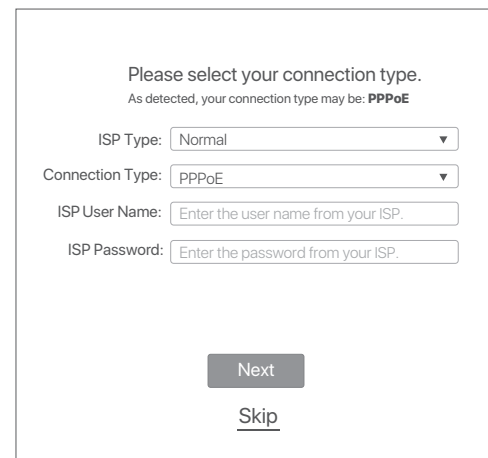 Please select your connection type.
As detected, your connection type may be: PPPoE
ISP Type: Normal
Connection Type: PPPoE
ISP User Name: Enter the user name from your ISP.
ISP Password: Enter the password from your ISP.
Next
Skip